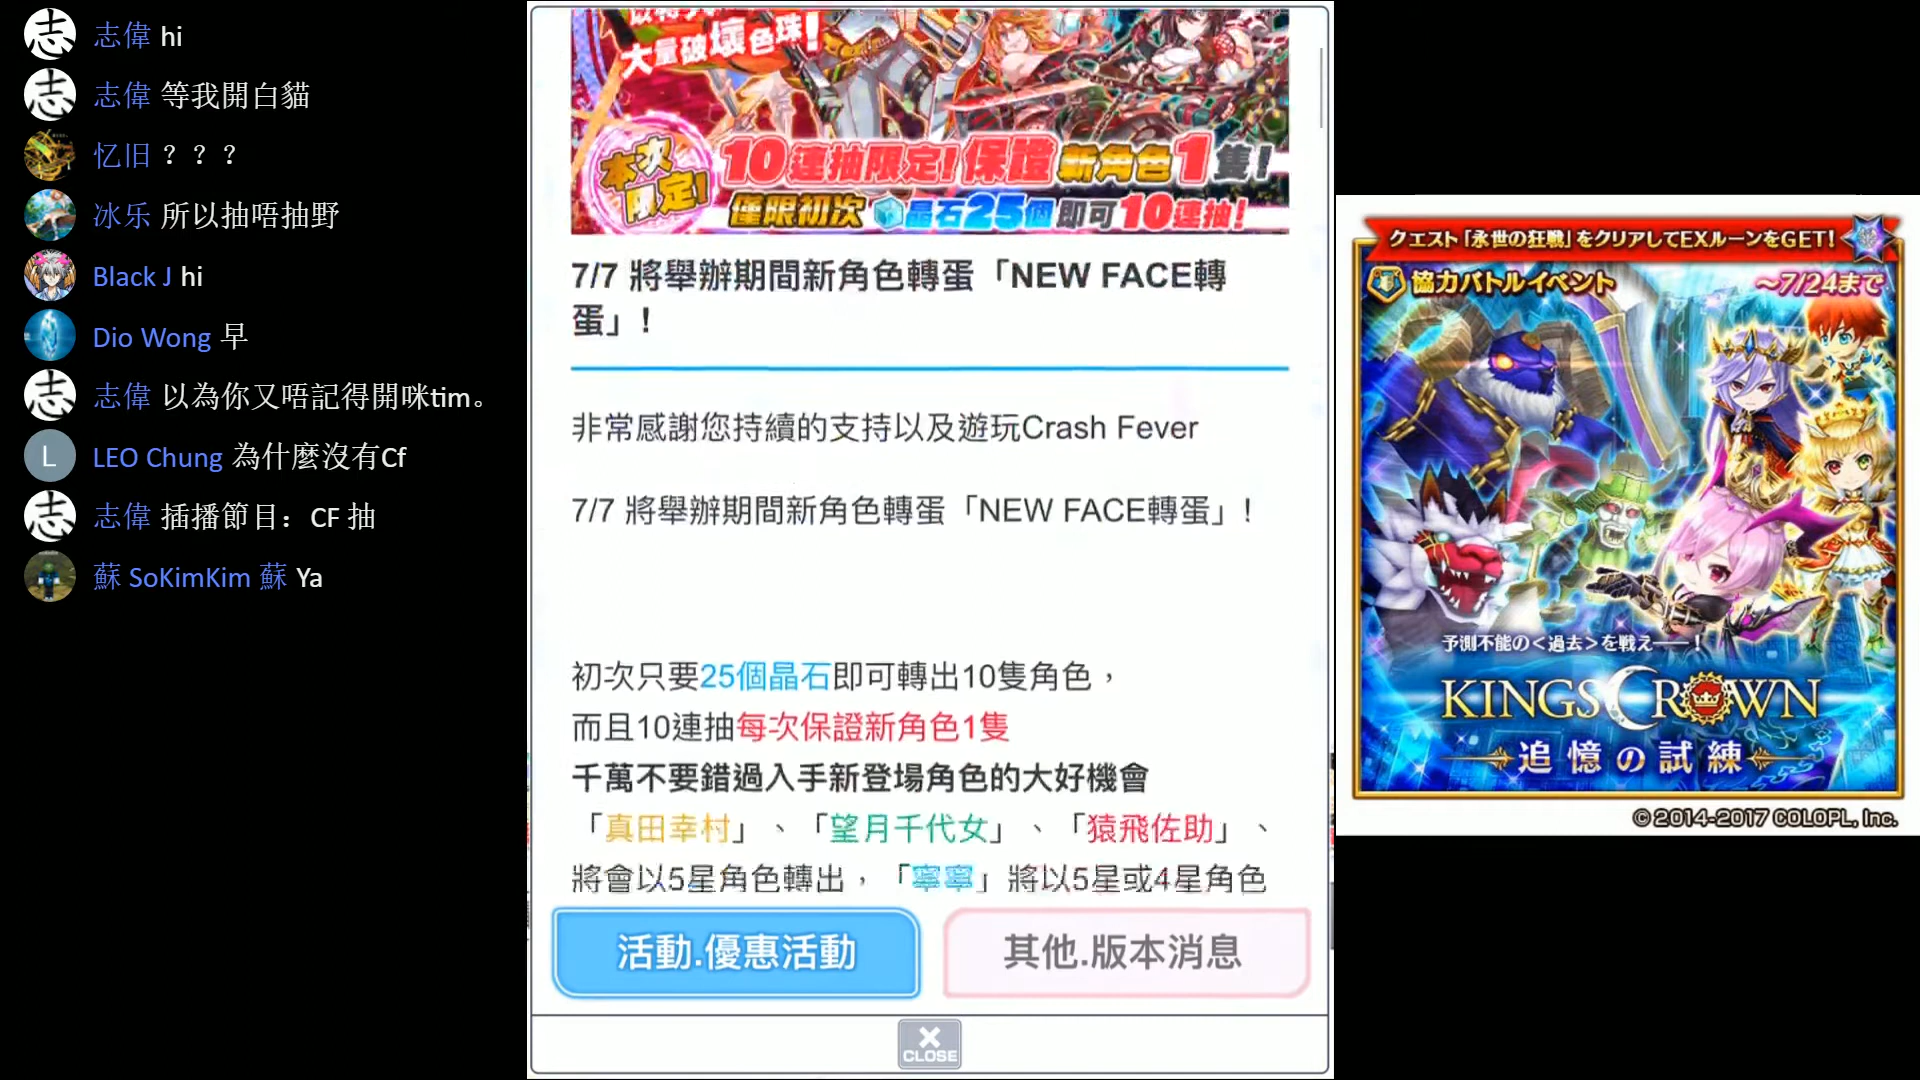 志偉 hi
志偉 等我開白貓
忆旧 ？？？
冰乐 所以抽唔抽野
Black J hi
Dio Wong 早
志偉 以為你又唔記得開咪tim。
L
LEO Chung 為什麼沒有Cf
志偉 插播節目：CF 抽
蘇 SoKimKim 蘇 Ya
大量破壞色珠！
本次限定！
10連抽限定！保證新角色1隻！
僅限初次 晶石25個即可10連抽！
7/7 將舉辦期間新角色轉蛋「NEW FACE轉
蛋」！
非常感謝您持續的支持以及遊玩Crash Fever
7/7 將舉辦期間新角色轉蛋「NEW FACE轉蛋」！
初次只要25個晶石即可轉出10隻角色，
而且10連抽每次保證新角色1隻
千萬不要錯過入手新登場角色的大好機會
「真田幸村」、「望月千代女」、「猿飛佐助」、
將會以5星角色轉出，「寧寧」將以5星或4星角色
活動.優惠活動
其他.版本消息
CLOSE
クエスト「永世の狂戦」をクリアしてEXルーンをGET!
協力バトルイベント
～7/24まで
予測不能の＜過去＞を戦え──！
KINGS CROWN
追憶の試練
© 2014-2017 COLOPL, Inc.